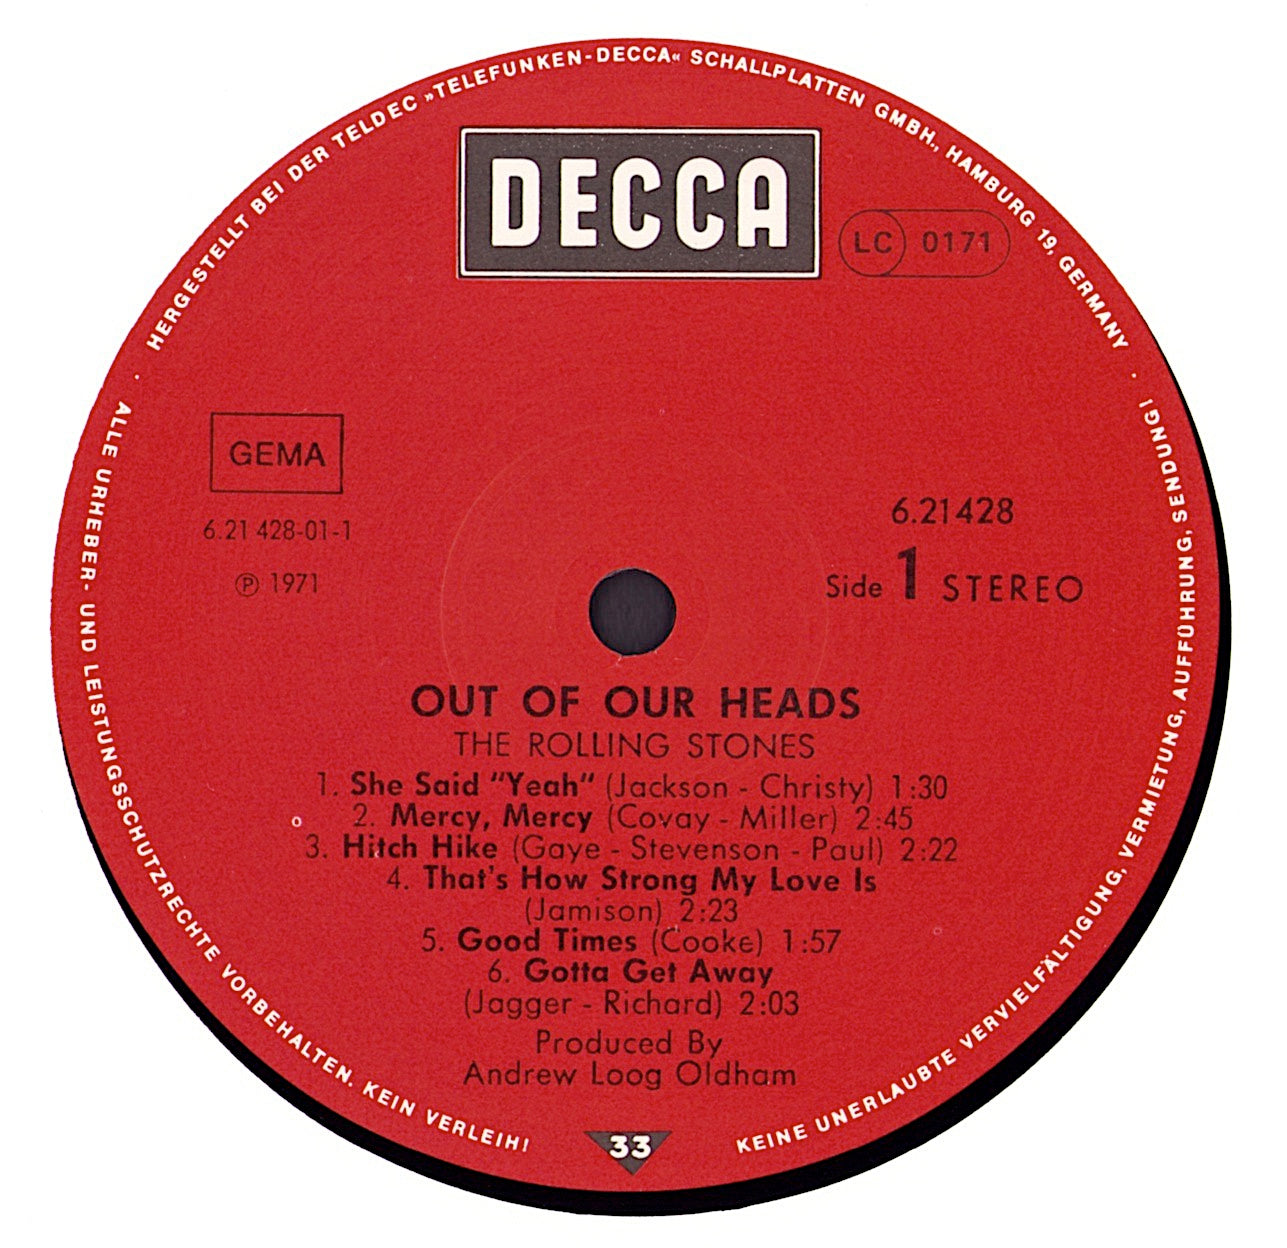 HERGESTELLT BEI DER TELDEC »TELEFUNKEN-DECCA« SCHALLPLATTEN GMBH., HAMBURG 19, GERMANY
DECCA
LC 0171
GEMA
6.21 428-01-1
Ⓟ 1971
6.21428
Side 1 STEREO
OUT OF OUR HEADS
THE ROLLING STONES
1. She Said "Yeah" (Jackson - Christy) 1:30
2. Mercy, Mercy (Covay - Miller) 2:45
3. Hitch Hike (Gaye - Stevenson - Paul) 2:22
4. That's How Strong My Love Is
(Jamison) 2:23
5. Good Times (Cooke) 1:57
6. Gotta Get Away
(Jagger - Richard) 2:03
Produced By
Andrew Loog Oldham
33
ALLE URHEBER- UND LEISTUNGSSCHUTZRECHTE VORBEHALTEN. KEIN VERLEIH!
KEINE UNERLAUBTE VERVIELFÄLTIGUNG, VERMIETUNG, AUFFÜHRUNG, SENDUNG!